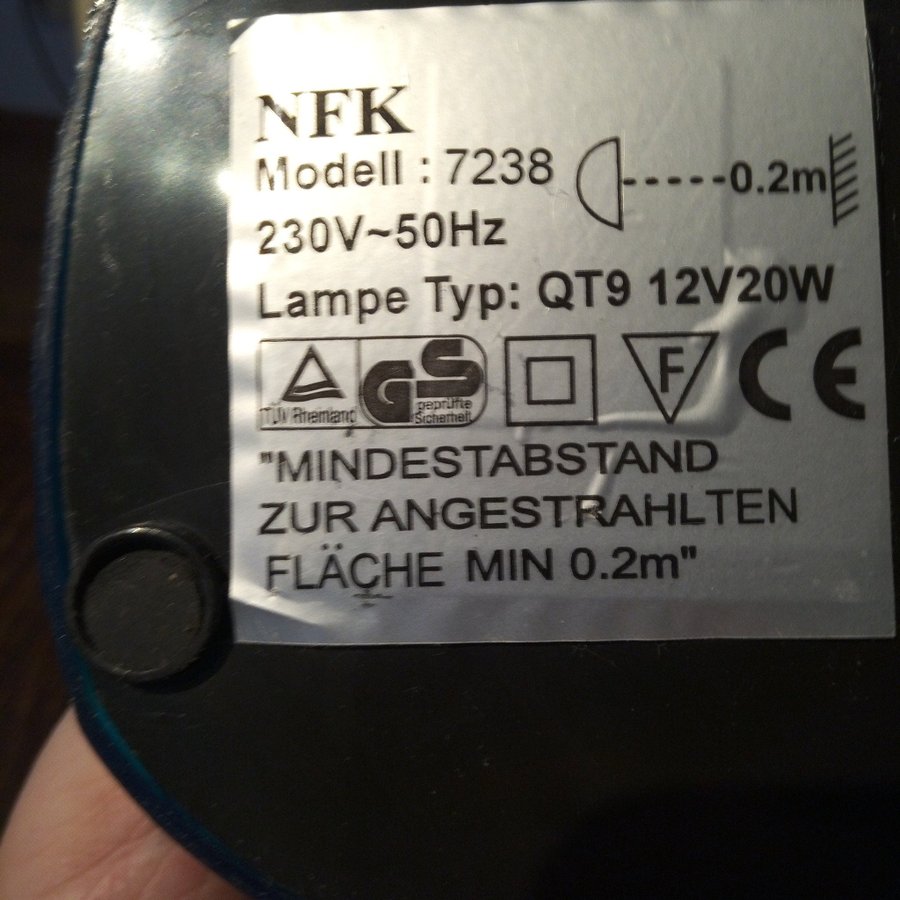 NFK
Modell : 7238
0.2m
230V~50Hz
Lampe Typ: QT9 12V20W
TÜV Rheinland
GS
geprüfte
Sicherheit
F
CE
"MINDESTABSTAND
ZUR ANGESTRAHLTEN
FLÄCHE MIN 0.2m"